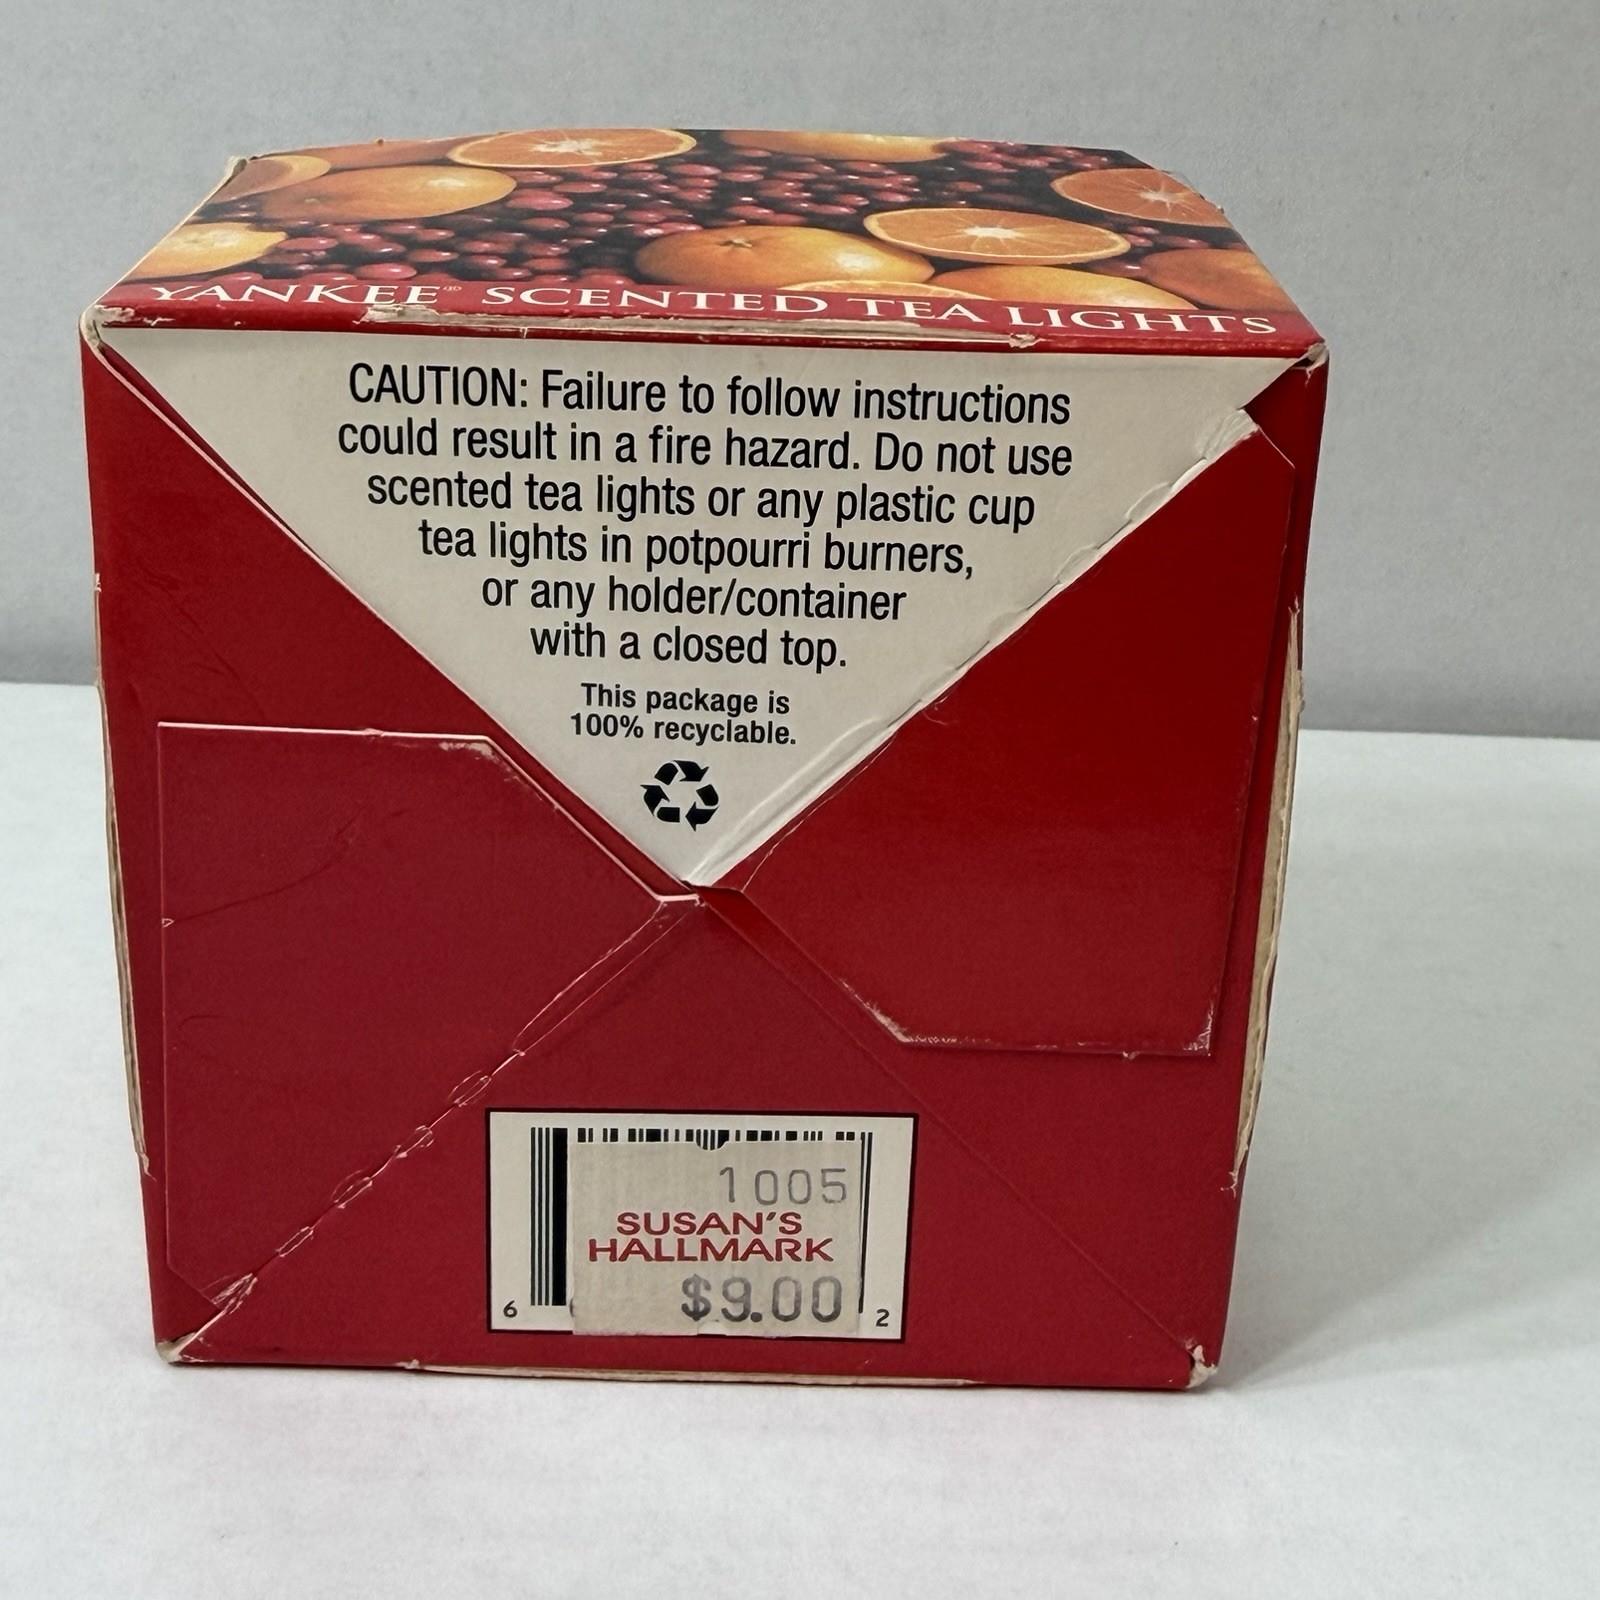 YANKEE® SCENTED TEA LIGHTS
CAUTION: Failure to follow instructions
could result in a fire hazard. Do not use
scented tea lights or any plastic cup
tea lights in potpourri burners,
or any holder/container
with a closed top.
This package is
100% recyclable.
1005
SUSAN'S
HALLMARK
$9.00
6 2